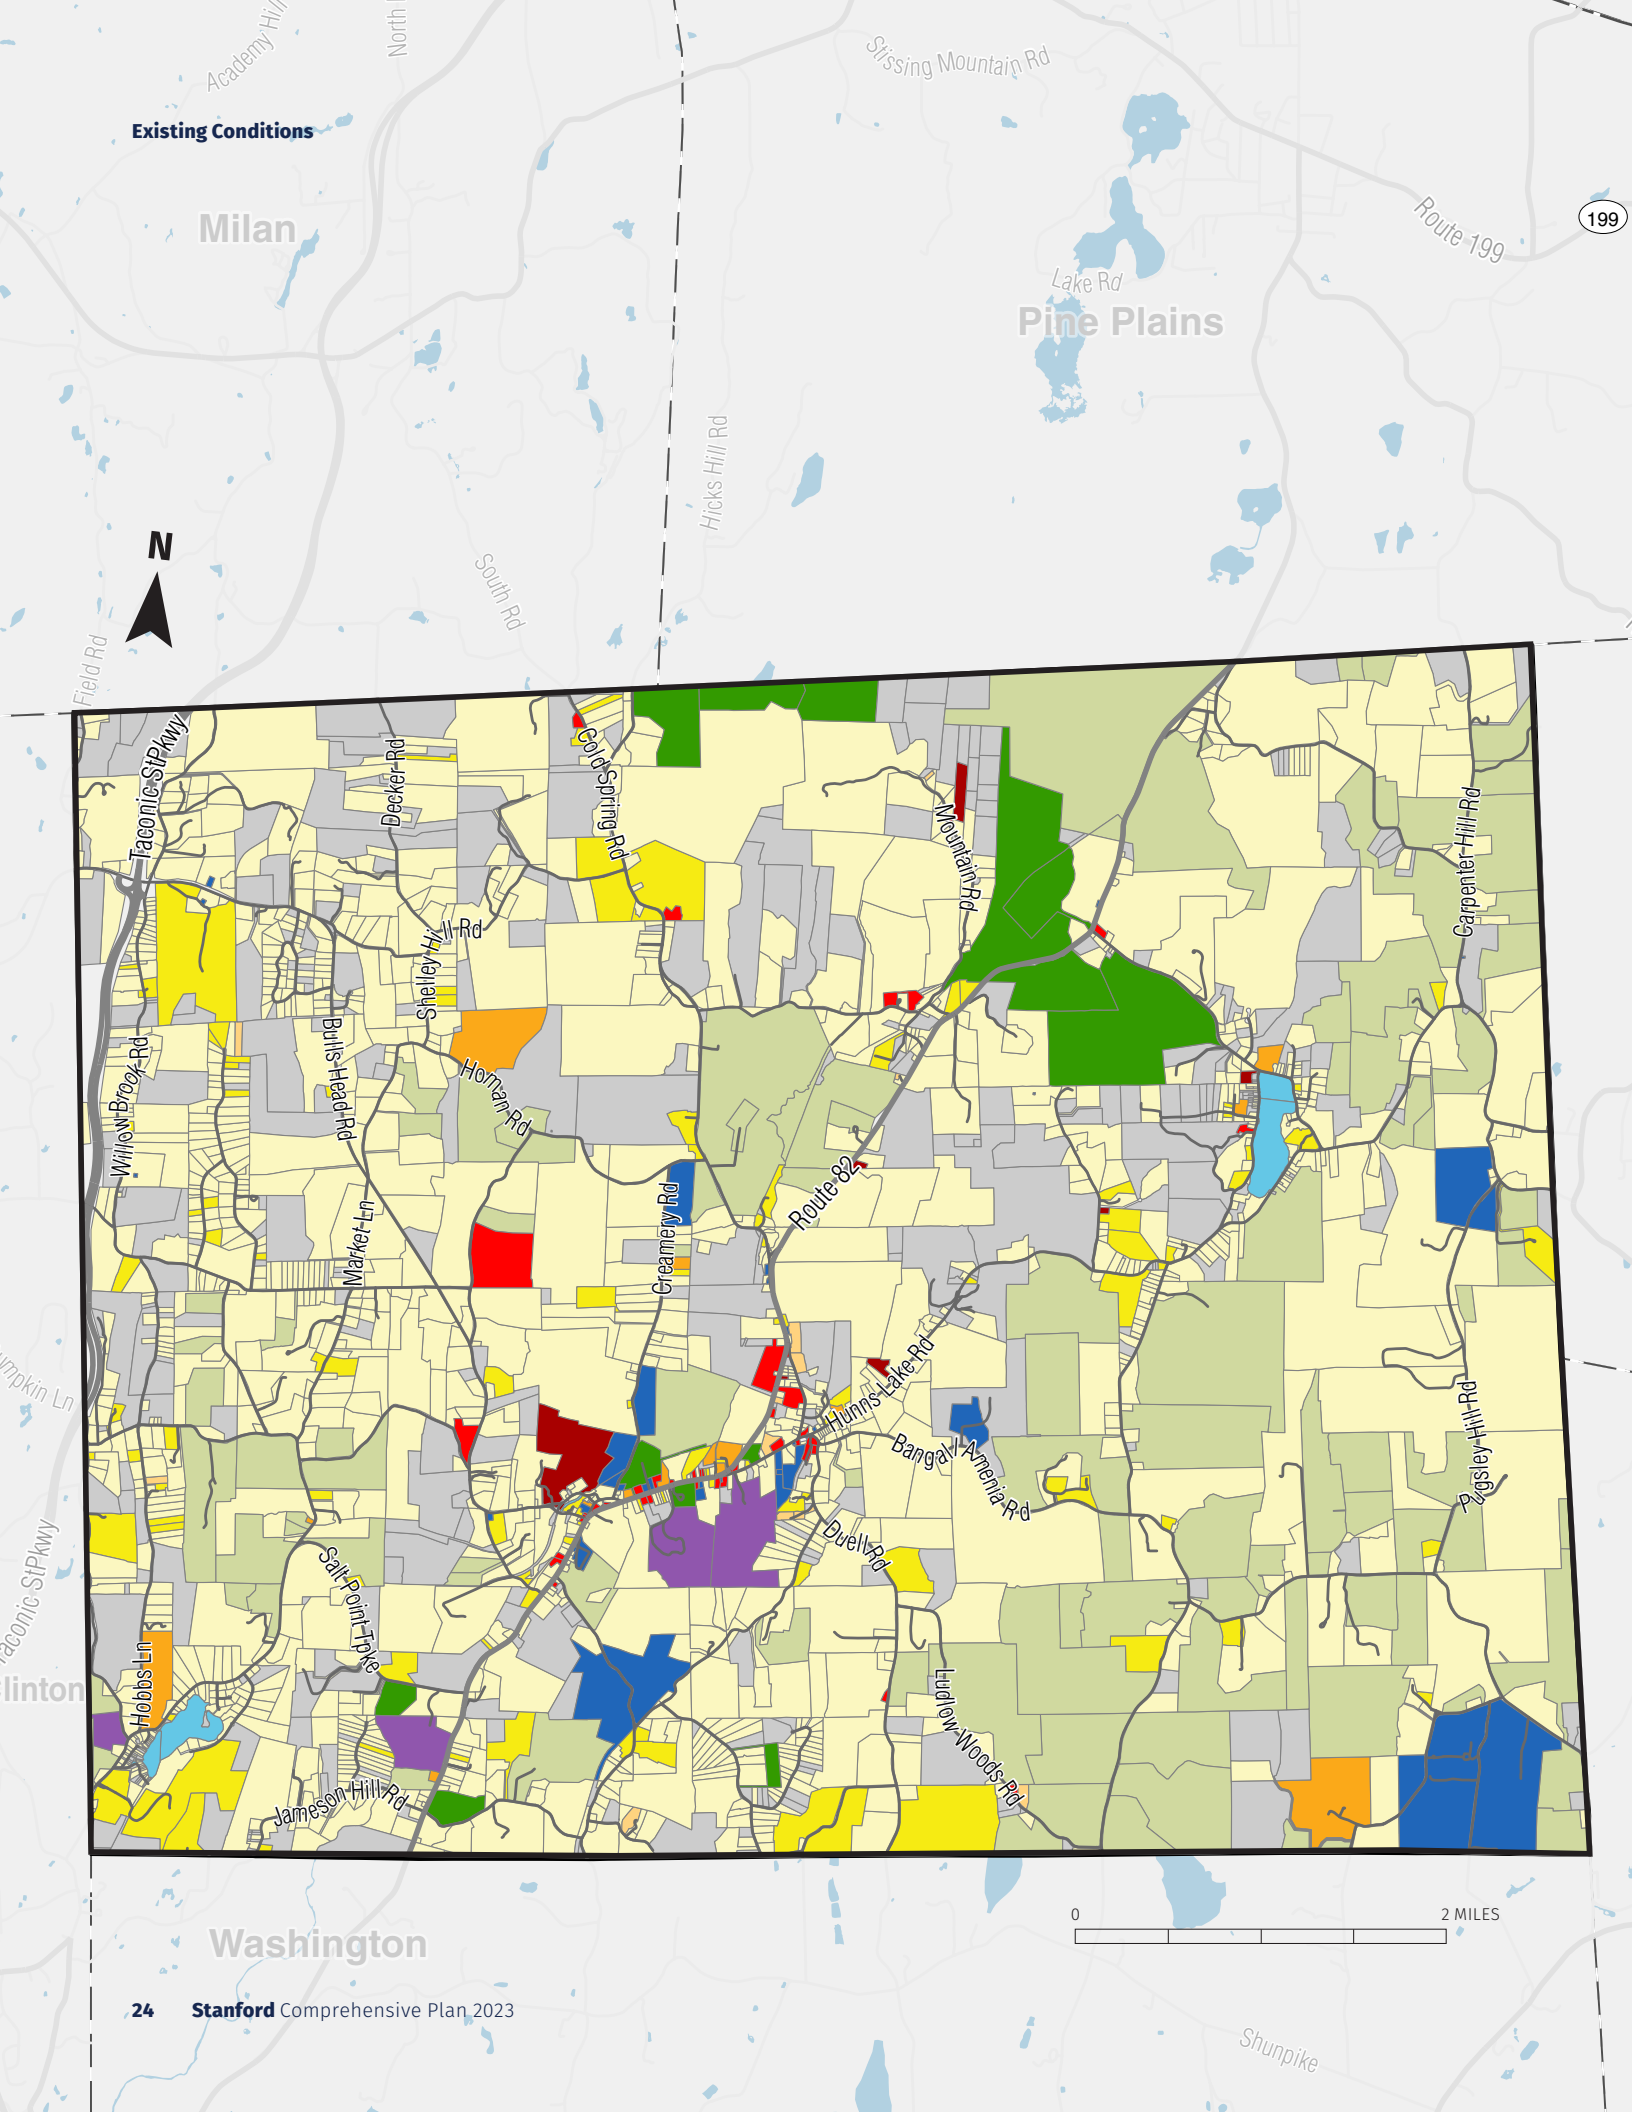 Academy Hill
North
Stissing Mountain Rd
Existing Conditions
Milan
Route 199
199
Lake Rd
Pine Plains
Hicks Hill Rd
N
South Rd
Field Rd
Taconic St Pkwy
Decker Rd
Cold Spring Rd
Mountain Rd
Carpenter Hill Rd
Shelley Hill Rd
Willow Brook Rd
Bulls Head Rd
Homan Rd
Route 82
Creamery Rd
Market Ln
Hunns Lake Rd
Bangall Amenia Rd
Pugsley Hill Rd
Duell Rd
Taconic St Pkwy
Salt Point Tpke
Hobbs Ln
Clinton
Ludlow Woods Rd
Jameson Hill Rd
0 2 MILES
Washington
24 Stanford Comprehensive Plan 2023
Shunpike